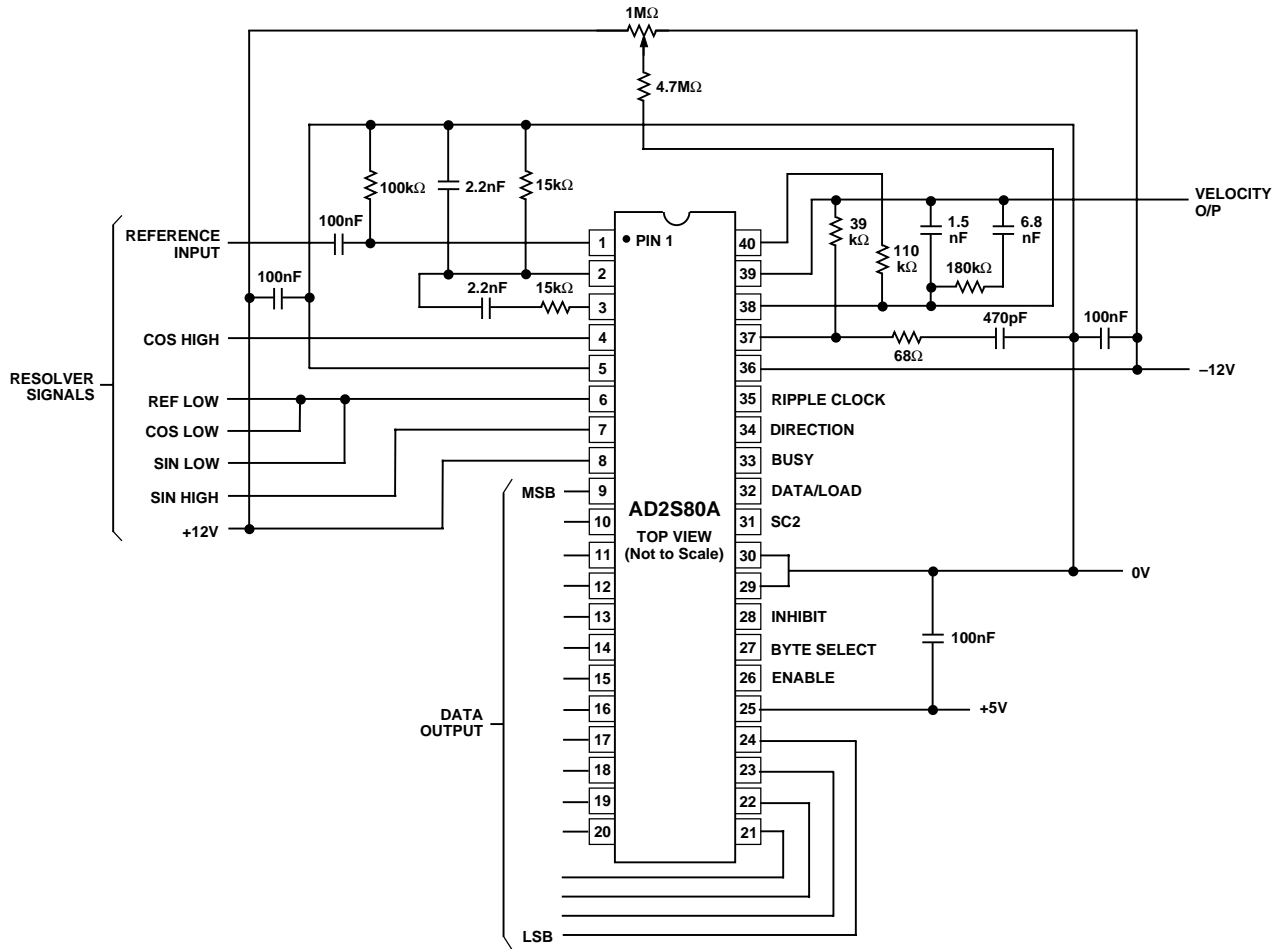 1MΩ
4.7MΩ
100kΩ
2.2nF
15kΩ
100nF
REFERENCE
INPUT
100nF
2.2nF
15kΩ
COS HIGH
RESOLVER
SIGNALS
REF LOW
COS LOW
SIN LOW
SIN HIGH
+12V
1
2
3
4
5
6
7
8
9
10
11
12
13
14
15
16
17
18
19
20
PIN 1
AD2S80A
TOP VIEW
(Not to Scale)
40
39
38
37
36
35
34
33
32
31
30
29
28
27
26
25
24
23
22
21
VELOCITY
O/P
39
kΩ
110
kΩ
1.5
nF
6.8
nF
180kΩ
470pF
100nF
68Ω
–12V
RIPPLE CLOCK
DIRECTION
BUSY
DATA/LOAD
SC2
0V
INHIBIT
BYTE SELECT
ENABLE
100nF
+5V
MSB
DATA
OUTPUT
LSB